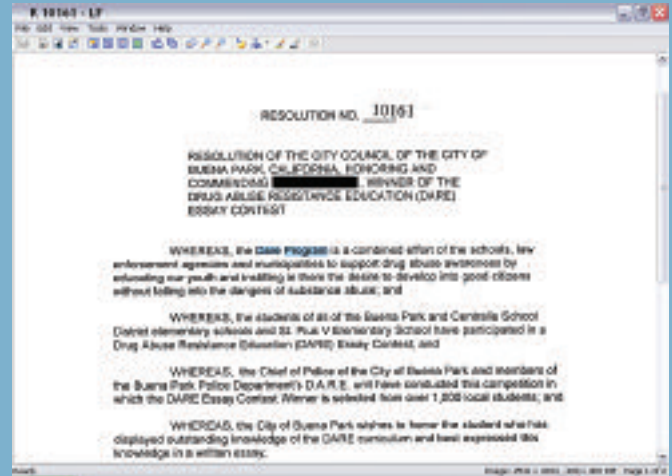 R 10161 - LF
File Edit View Tools Window Help
RESOLUTION NO. 10161
RESOLUTION OF THE CITY COUNCIL OF THE CITY OF
BUENA PARK, CALIFORNIA, HONORING AND
COMMENDING , WINNER OF THE
DRUG ABUSE RESISTANCE EDUCATION (DARE)
ESSAY CONTEST
WHEREAS, the Dare Program is a combined effort of the schools, law
enforcement agencies and municipalities to support drug abuse awareness by
educating our youth and instilling in them the desire to develop into good citizens
without falling into the dangers of substance abuse; and
WHEREAS, the students of all of the Buena Park and Centralia School
District elementary schools and St. Pius V Elementary School have participated in a
Drug Abuse Resistance Education (DARE) Essay Contest; and
WHEREAS, the Chief of Police of the City of Buena Park and members of
the Buena Park Police Department's D.A.R.E. unit have conducted this competition in
which the DARE Essay Contest Winner is selected from over 1,000 local students; and
WHEREAS, the City of Buena Park wishes to honor the student who has
displayed outstanding knowledge of the DARE curriculum and best expressed this
knowledge in a written essay.
Ready